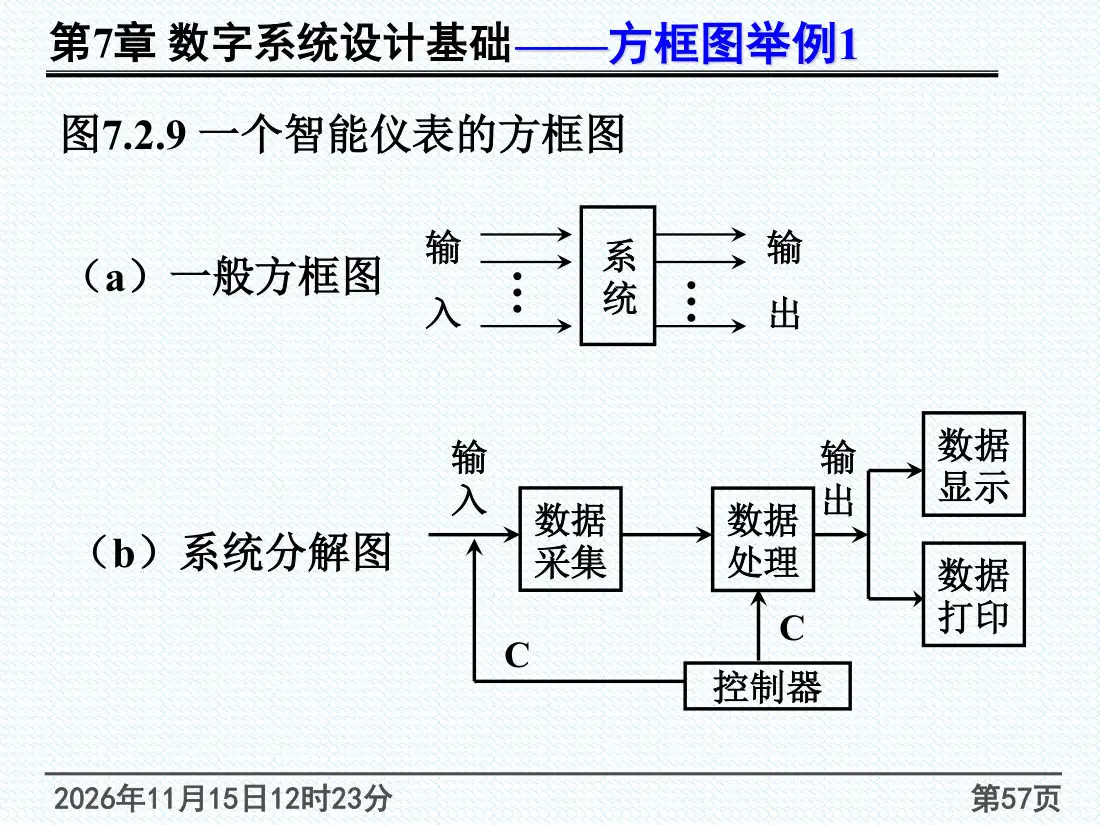 第7章 数字系统设计基础——方框图举例1
图7.2.9 一个智能仪表的方框图
（a）一般方框图
输
入
系
统
输
出
（b）系统分解图
输
入
数据
采集
数据
处理
输
出
数据
显示
数据
打印
C
C
控制器
2026年11月15日12时23分
第57页